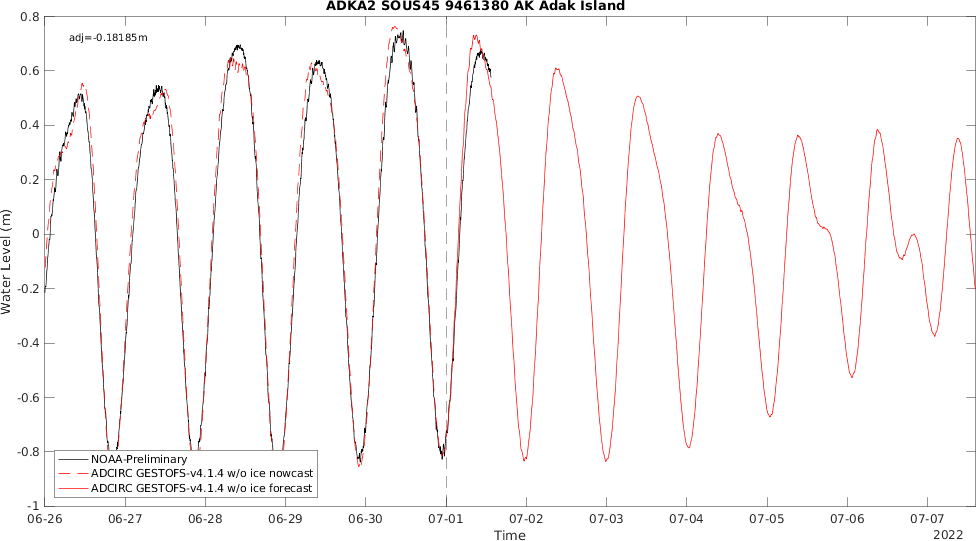 ADKA2 SOUS45 9461380 AK Adak Island
adj=-0.18185m
0.8
0.6
0.4
0.2
0
-0.2
-0.4
-0.6
-0.8
-1
Water Level (m)
NOAA-Preliminary
ADCIRC GESTOFS-v4.1.4 w/o ice nowcast
ADCIRC GESTOFS-v4.1.4 w/o ice forecast
06-26 06-27 06-28 06-29 06-30 07-01 07-02 07-03 07-04 07-05 07-06 07-07
Time
2022